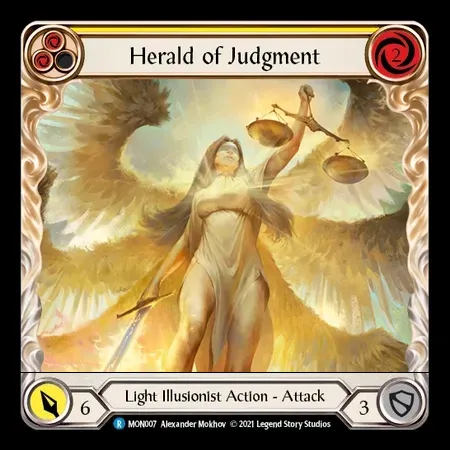 Herald of Judgment
2
Light Illusionist Action - Attack
6
3
R MON007 Alexander Mokhov © 2021 Legend Story Studios